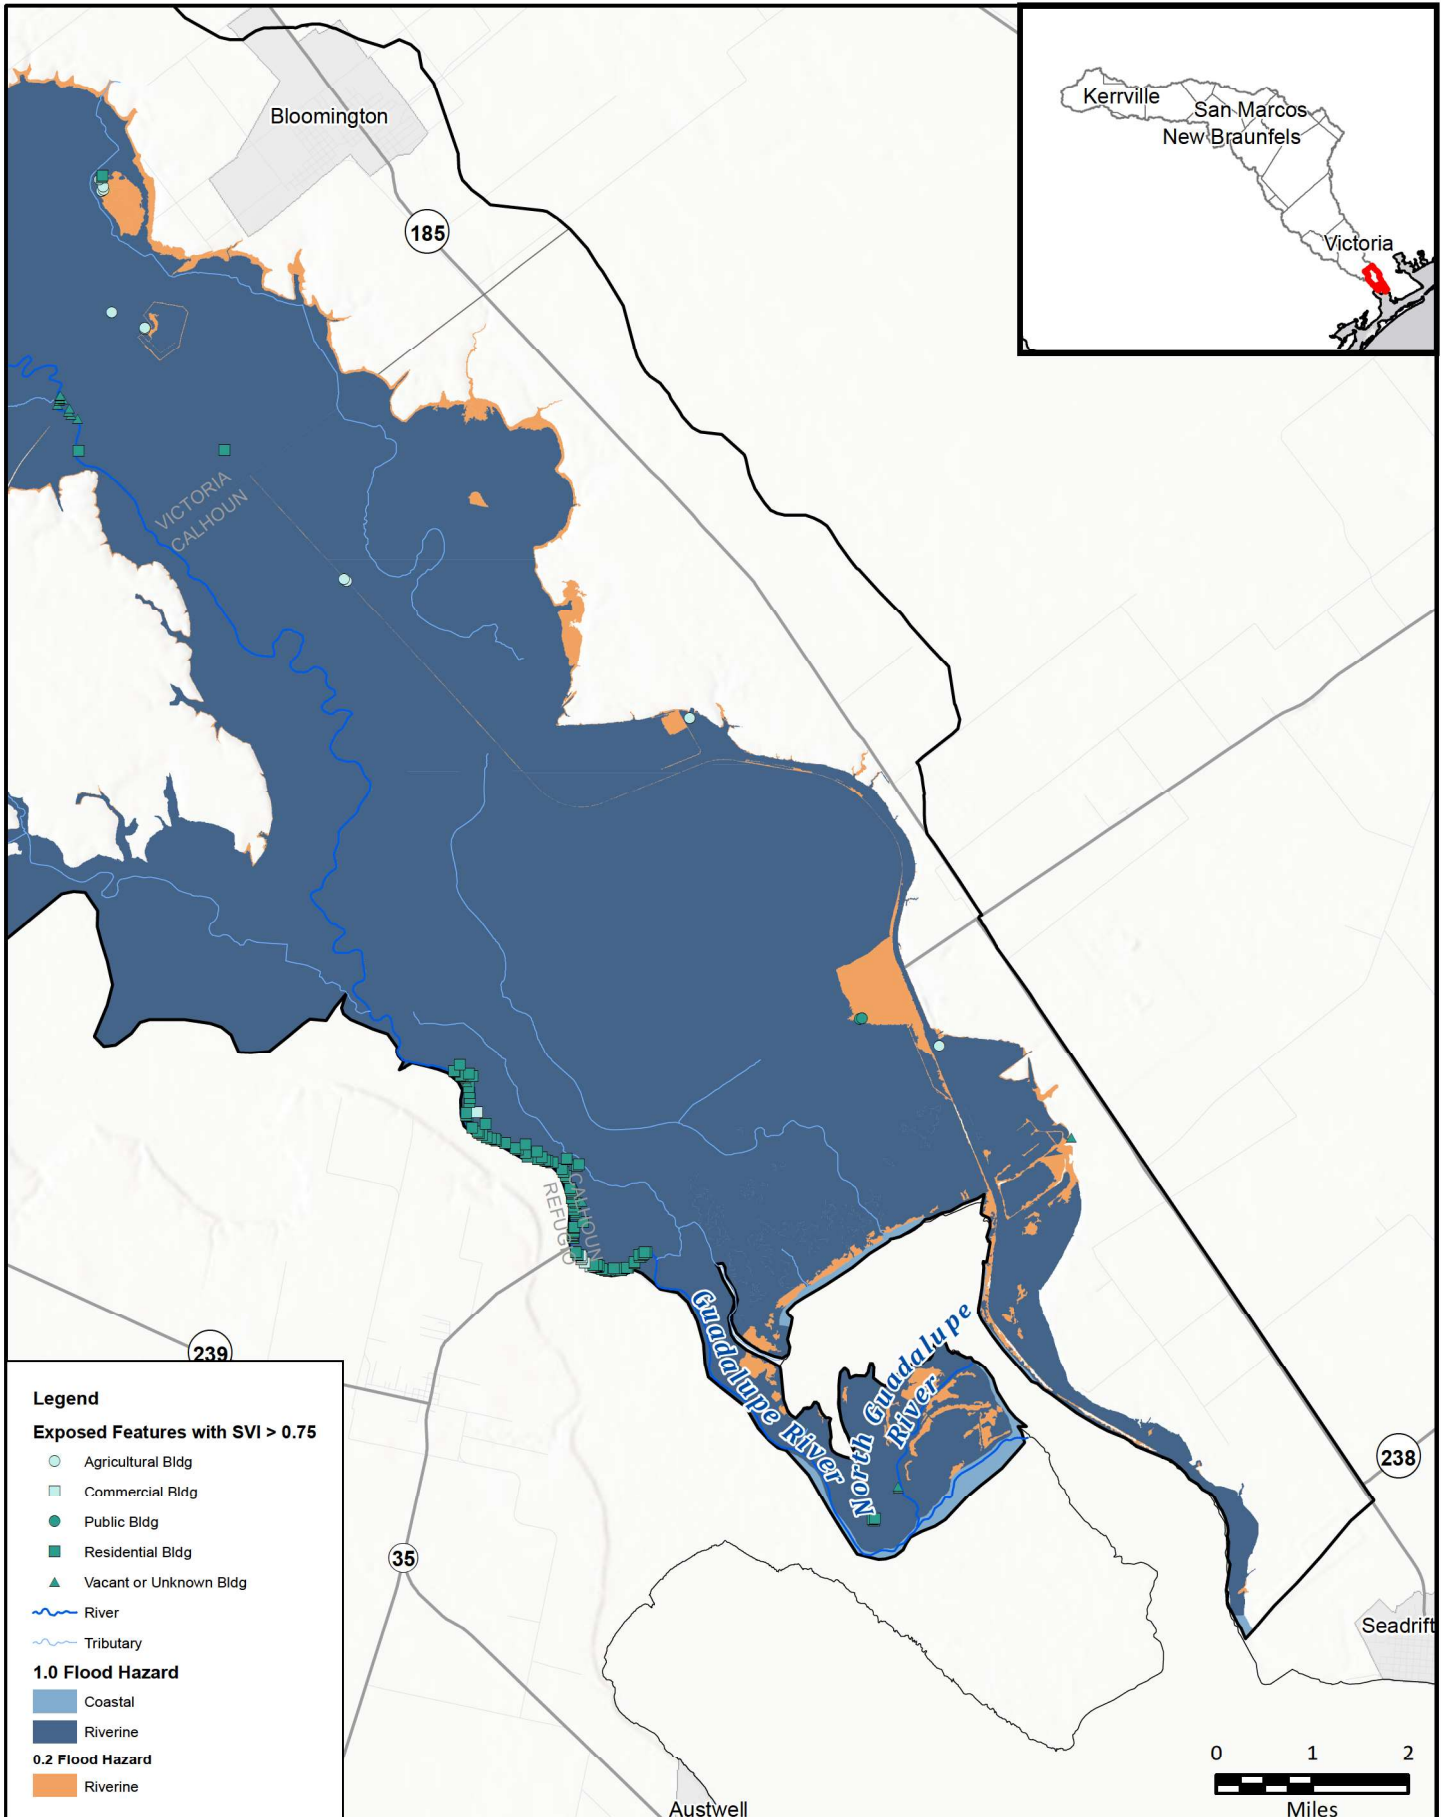 Bloomington
185
Kerrville
San Marcos
New Braunfels
Victoria
VICTORIA
CALHOUN
CALHOUN
REFUGIO
Guadalupe River
North Guadalupe
River
239
238
35
Seadrift
Austwell
Legend
Exposed Features with SVI > 0.75
Agricultural Bldg
Commercial Bldg
Public Bldg
Residential Bldg
Vacant or Unknown Bldg
River
Tributary
1.0 Flood Hazard
Coastal
Riverine
0.2 Flood Hazard
Riverine
0 1 2
Miles